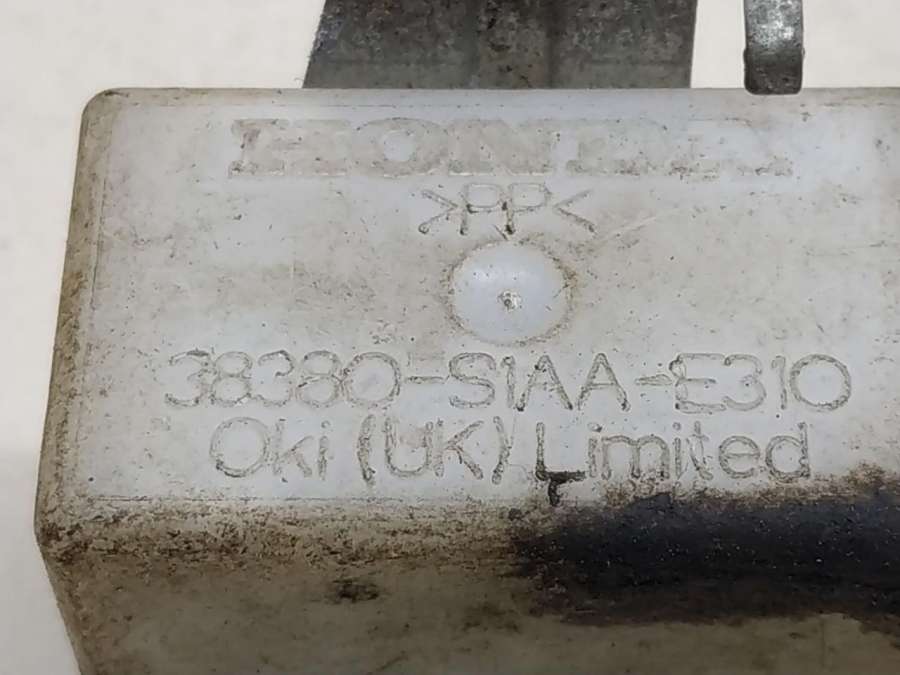 HONDA
>PP<
38380-S1AA-E310
Oki (UK) Limited